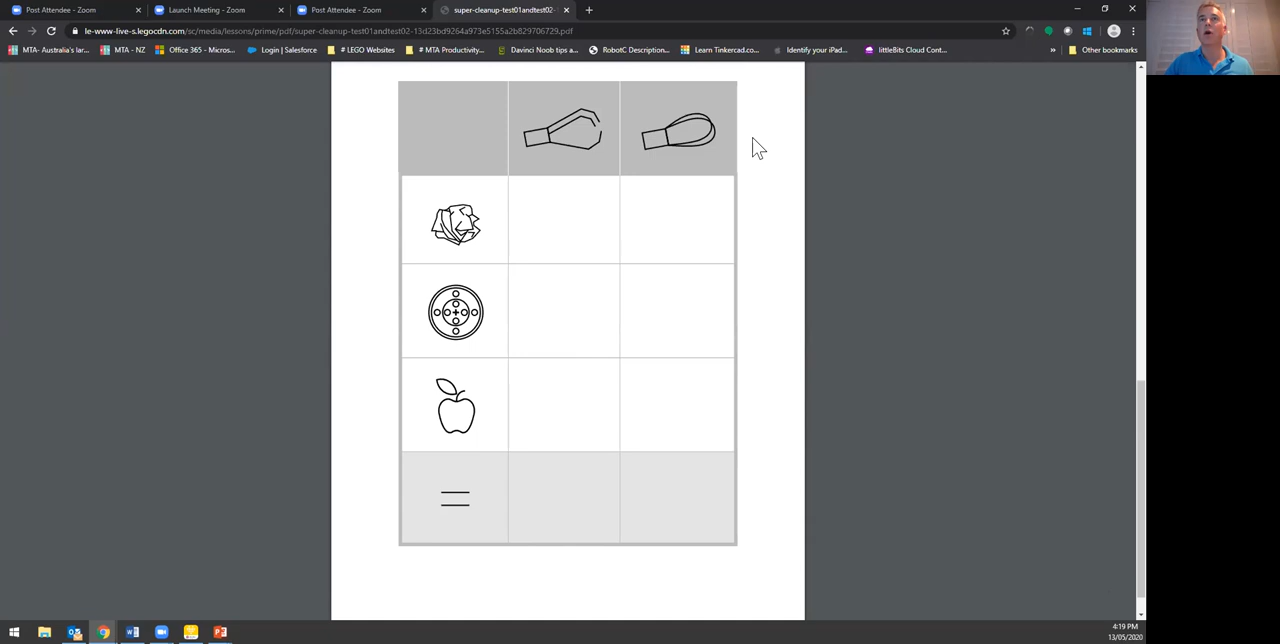 Post Attendee - Zoom
Launch Meeting - Zoom
Post Attendee - Zoom
super-cleanup-test01andtest02-
le-www-live-s.legocdn.com/sc/media/lessons/prime/pdf/super-cleanup-test01andtest02-13d23bd9264a973e5155a2b829706729.pdf
MTA- Australia's lar...
MTA - NZ
Office 365 - Micros...
Login | Salesforce
# LEGO Websites
# MTA Productivity...
Davinci Noob tips a...
RobotC Description...
Learn Tinkercad.co...
Identify your iPad...
littleBits Cloud Cont...
»
Other bookmarks
=
4:19 PM
13/05/2020